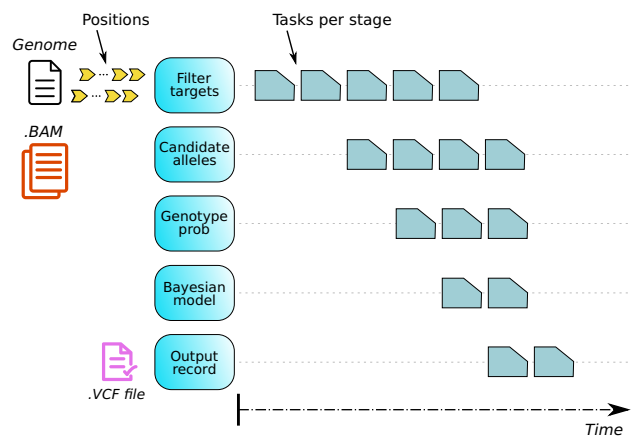 Positions
Tasks per stage
Genome
... 
...
Filter
targets
.BAM
Candidate
alleles
Genotype
prob
Bayesian
model
Output
record
.VCF file
Time